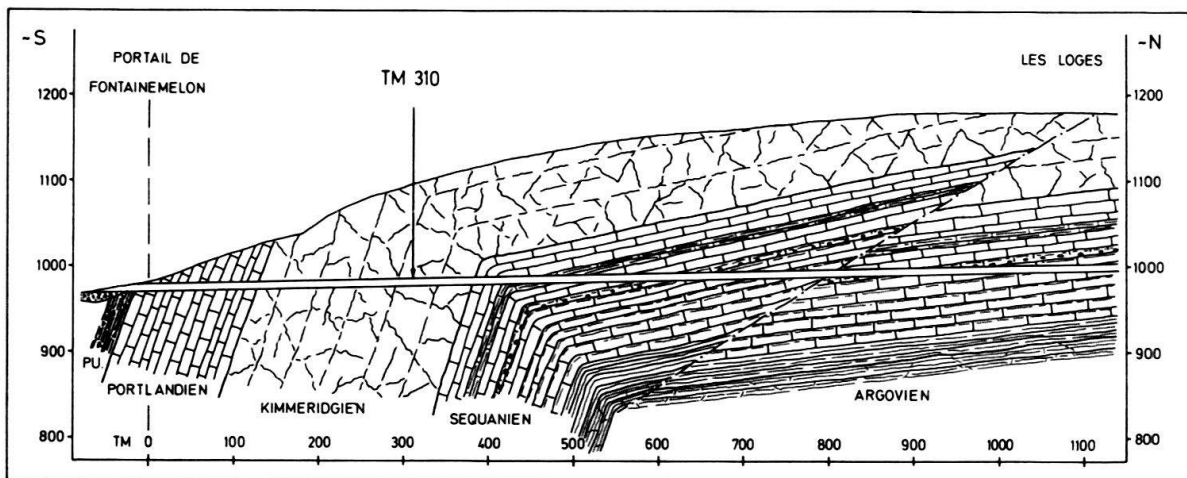 ~S
~N
PORTAIL DE
FONTAINEMELON
TM 310
LES LOGES
1200
1200
1100
1100
1000
1000
900
900
800
800
PU.
PORTLANDIEN
KIMMERIDGIEN
SEQUANIEN
ARGOVIEN
TM 0 100 200 300 400 500 600 700 800 900 1000 1100